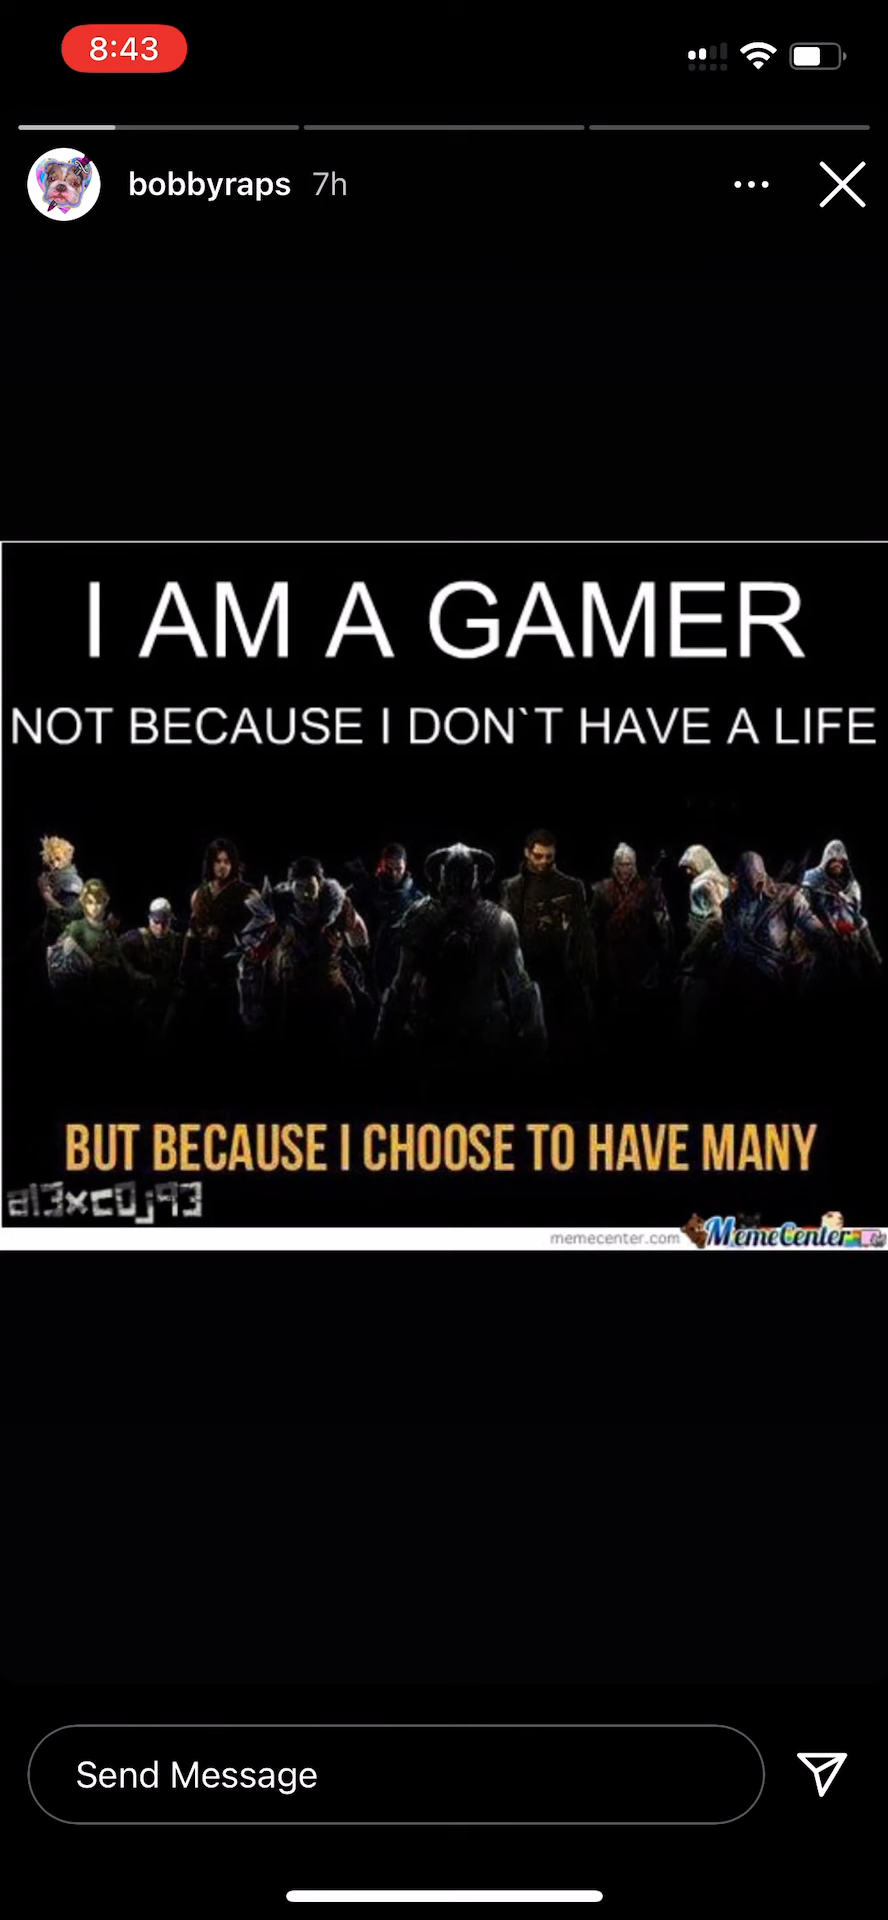 8:43
bobbyraps 7h
I AM A GAMER
NOT BECAUSE I DON`T HAVE A LIFE
BUT BECAUSE I CHOOSE TO HAVE MANY
al3xc0j93
memecenter.com MemeCenter
Send Message